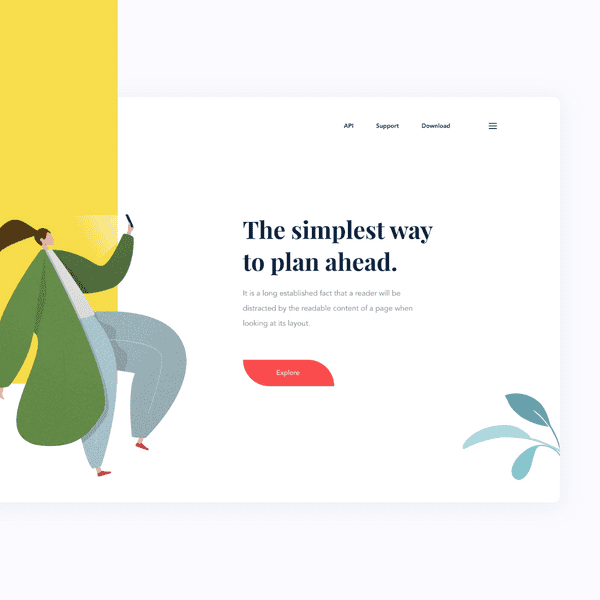 API Support Download
The simplest way
to plan ahead.
It is a long established fact that a reader will be
distracted by the readable content of a page when
looking at its layout.
Explore